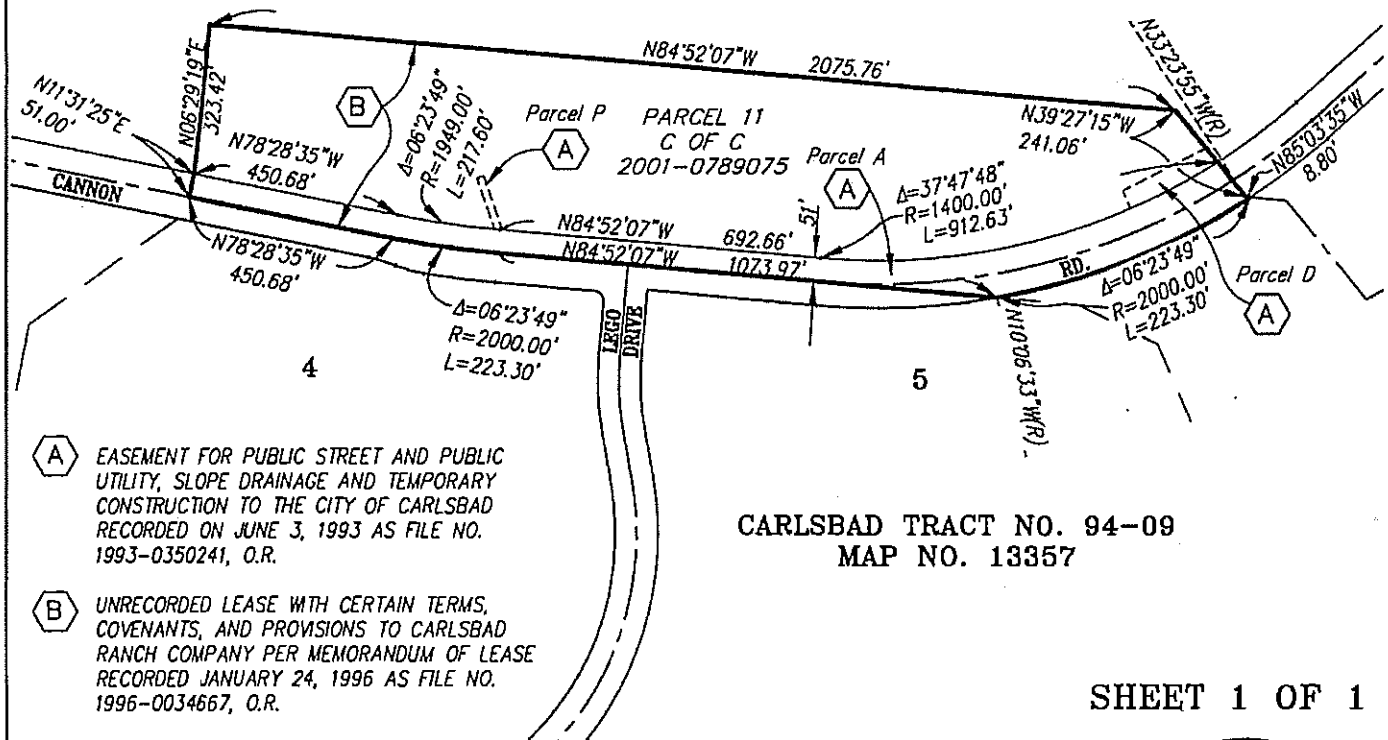 N84°52'07"W 2075.76'
N33°23'55"W(R)
N06°29'19"E
323.42'
N11°31'25"E
51.00'
B
Δ=06°23'49"
R=1949.00'
L=217.60'
Parcel P
A
PARCEL 11
C OF C
2001-0789075
N39°27'15"W
241.06'
N85°03'35"W
8.80'
N78°28'35"W
450.68'
Parcel A
A
51'
Δ=37°47'48"
R=1400.00'
L=912.63'
CANNON
RD.
N84°52'07"W 692.66'
N84°52'07"W 1073.97'
N78°28'35"W
450.68'
Δ=06°23'49"
R=2000.00'
L=223.30'
Δ=06°23'49"
R=2000.00'
L=223.30'
Parcel D
A
LEGO
DRIVE
N10°06'33"W(R).
4
5
A EASEMENT FOR PUBLIC STREET AND PUBLIC
UTILITY, SLOPE DRAINAGE AND TEMPORARY
CONSTRUCTION TO THE CITY OF CARLSBAD
RECORDED ON JUNE 3, 1993 AS FILE NO.
1993-0350241, O.R.
B UNRECORDED LEASE WITH CERTAIN TERMS,
COVENANTS, AND PROVISIONS TO CARLSBAD
RANCH COMPANY PER MEMORANDUM OF LEASE
RECORDED JANUARY 24, 1996 AS FILE NO.
1996-0034667, O.R.
CARLSBAD TRACT NO. 94-09
MAP NO. 13357
SHEET 1 OF 1